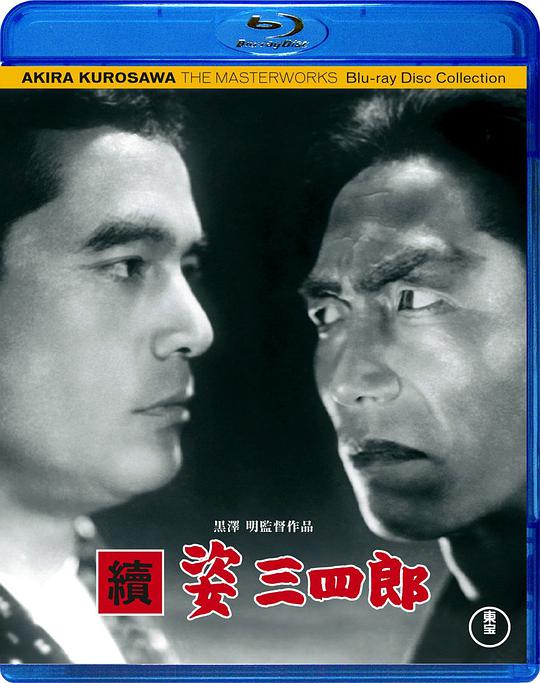 Blu-ray Disc
AKIRA KUROSAWA THE MASTERWORKS Blu-ray Disc Collection
黒澤 明監督作品
續 姿三四郎
東宝